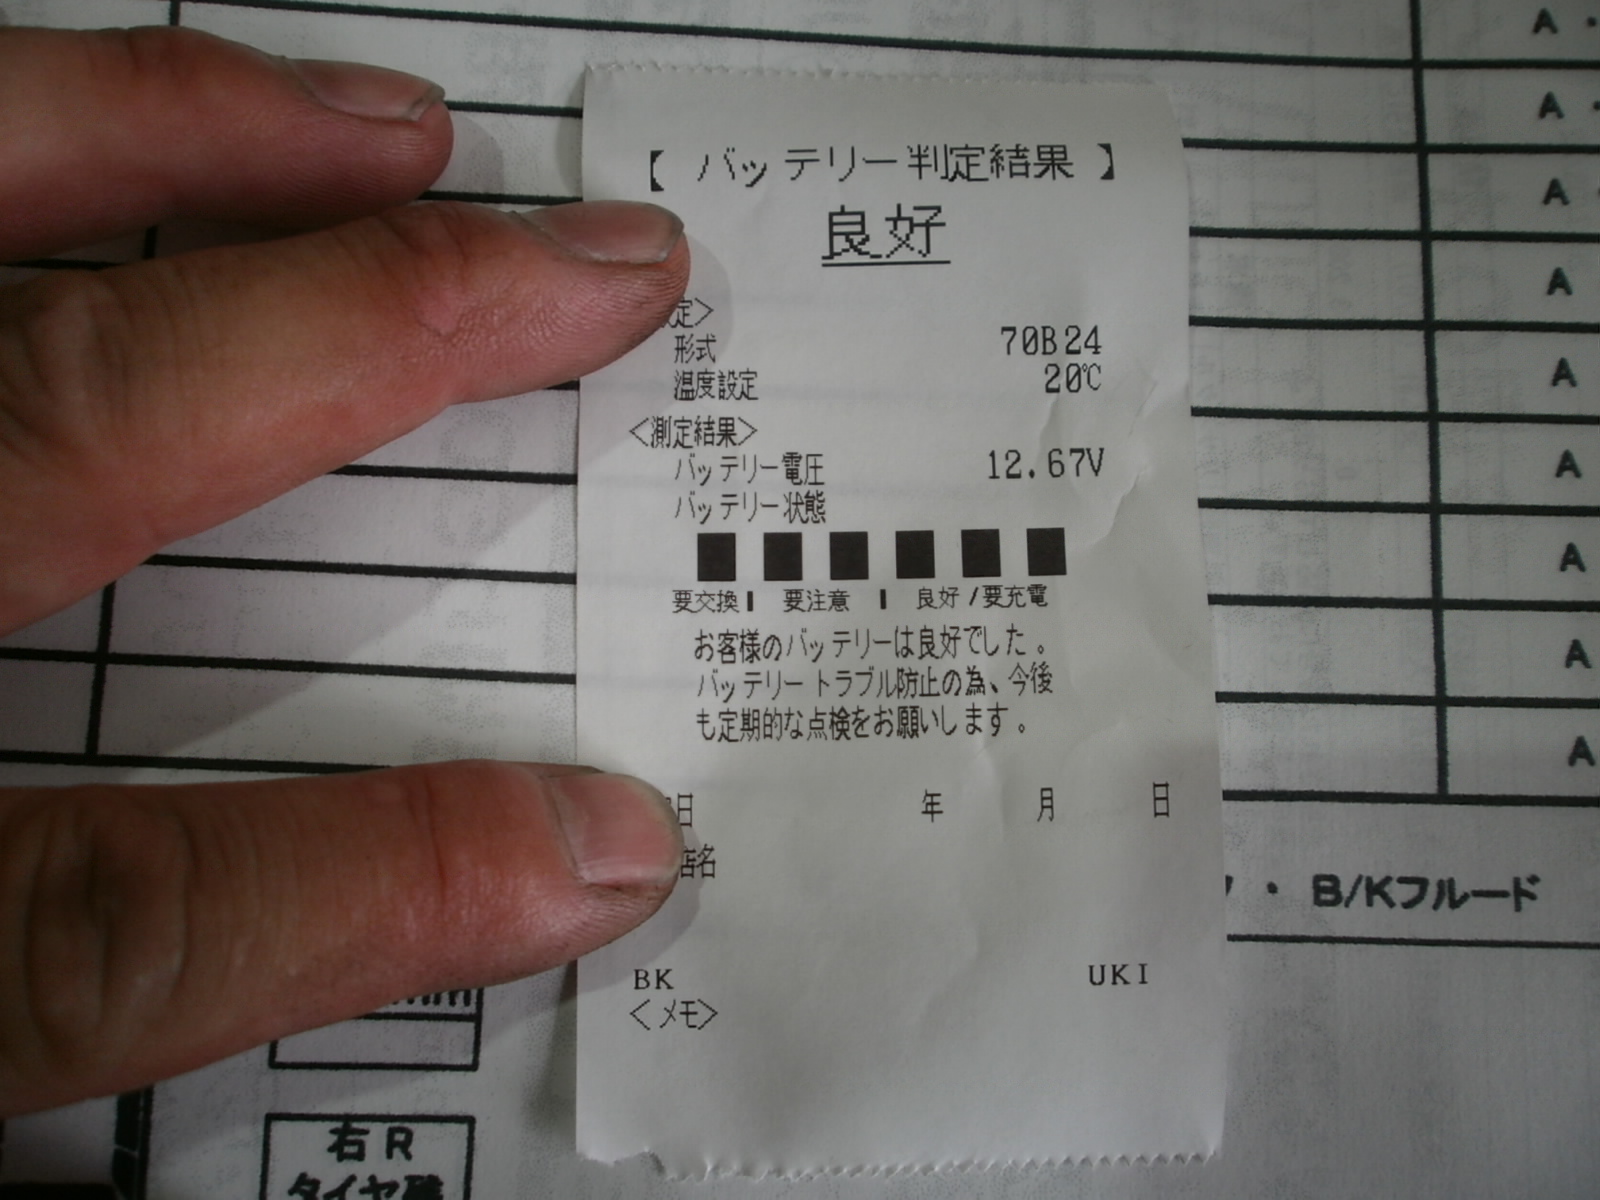 【 バッテリー判定結果 】
良好
定>
形式 70B24
温度設定 20℃
<測定結果>
バッテリー電圧 12.67V
バッテリー状態
■ ■ ■ ■ ■ ■
要交換 | 要注意 | 良好 /要充電
お客様のバッテリーは良好でした。
バッテリートラブル防止の為、今後
も定期的な点検をお願いします。
日 年 月 日
店名
BK UKI
<メモ>
A・
A・
A・
A
A
A
A
A
A
・ B/Kフルード
mm
右 R
タイヤ残